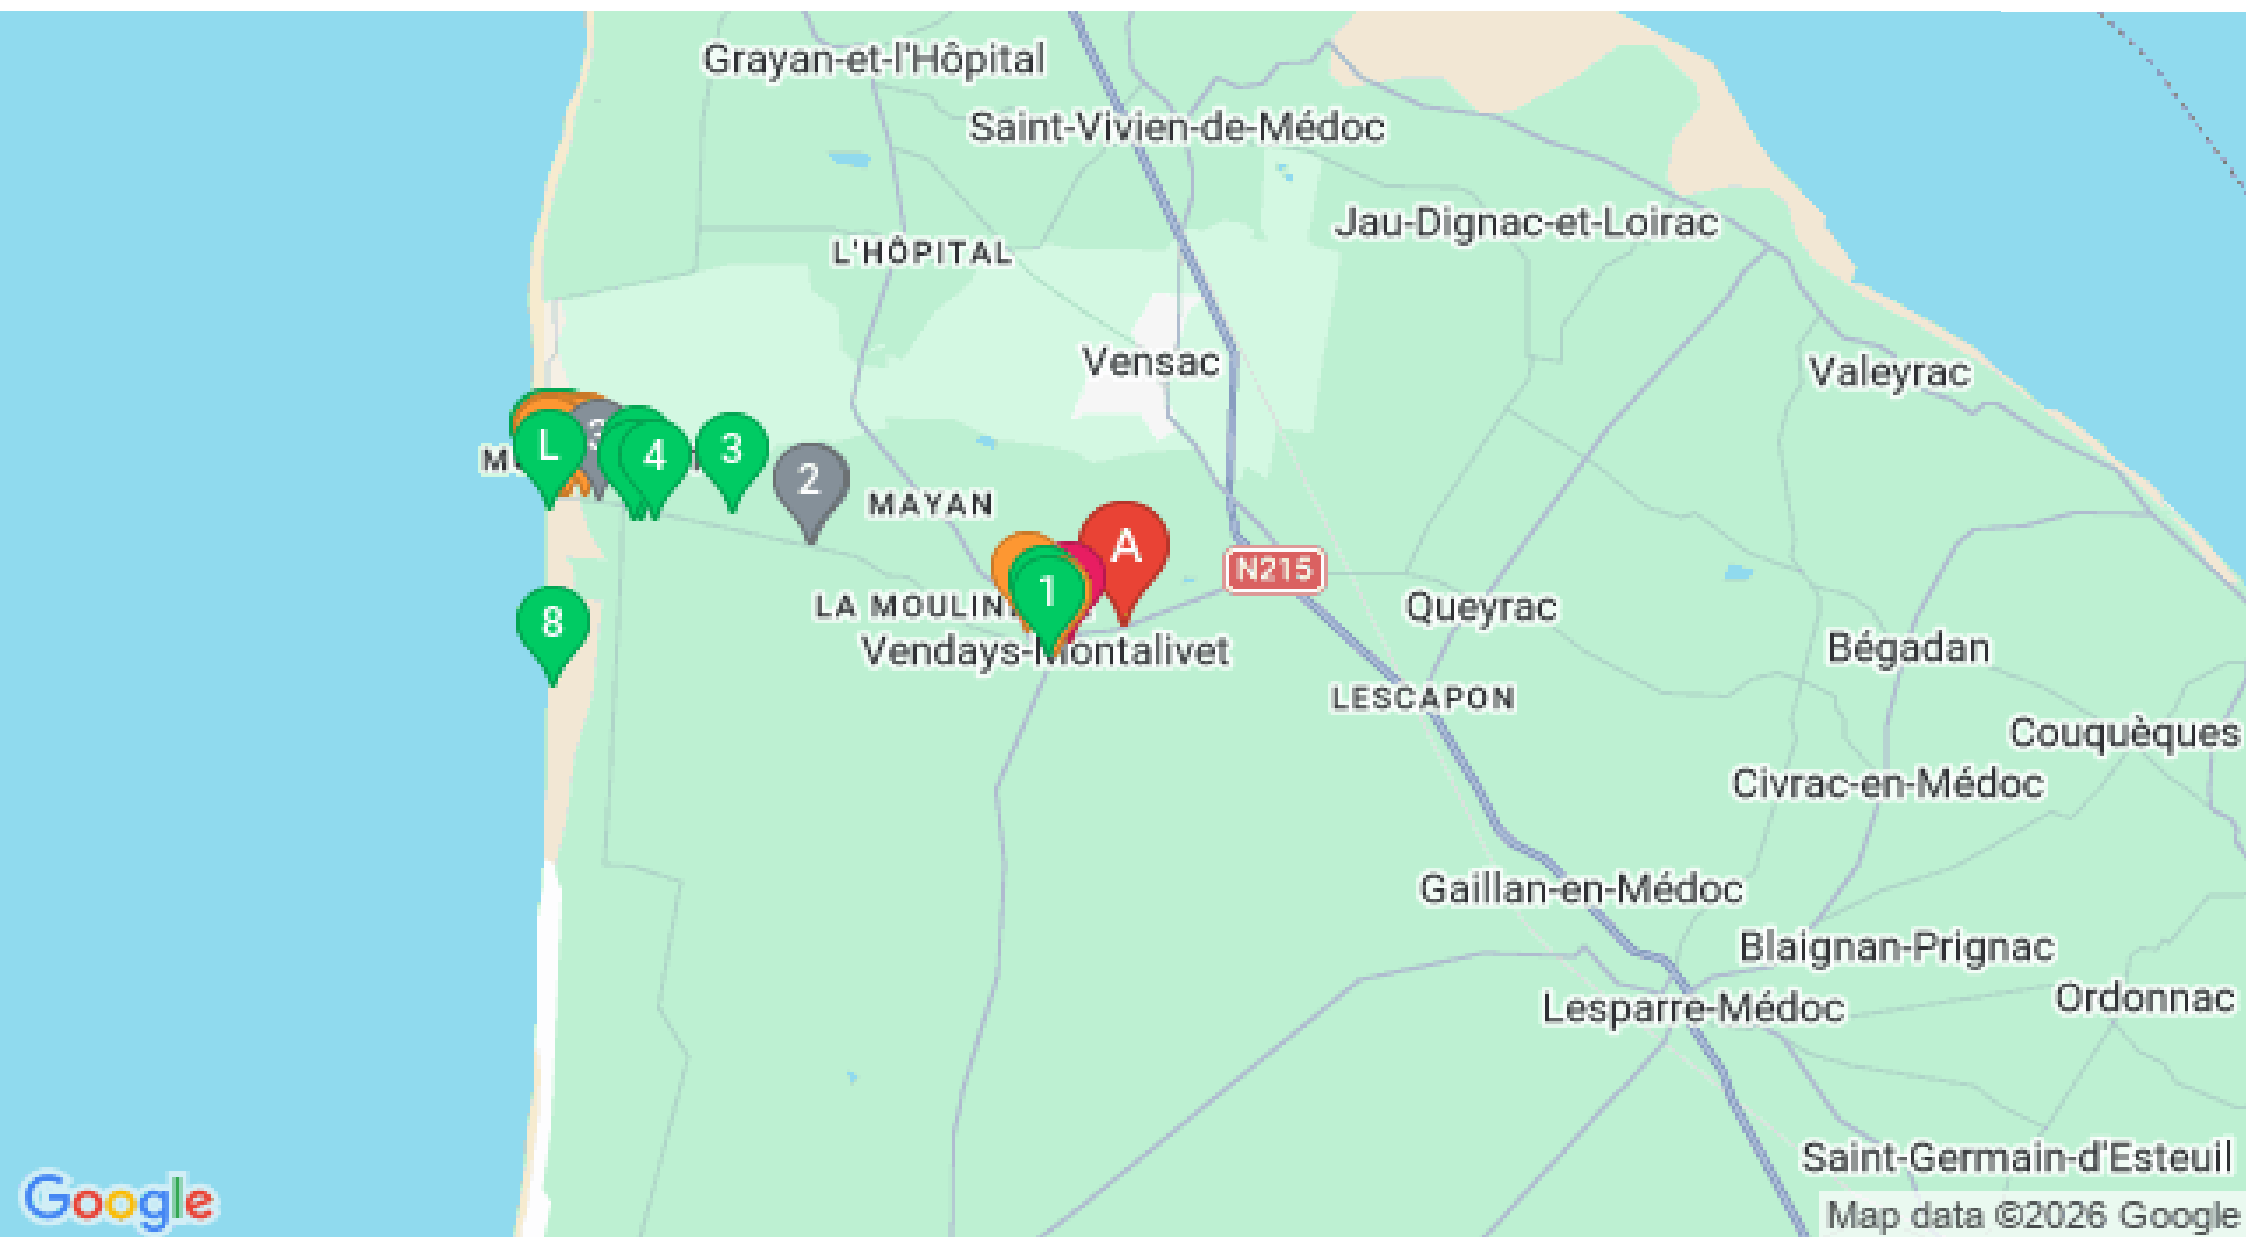 Grayan-et-l'Hôpital
Saint-Vivien-de-Médoc
Jau-Dignac-et-Loirac
L'HÔPITAL
Vensac
Valeyrac
L
3
4
3
2
MAYAN
A
N215
1
LA MOULIN
Queyrac
8
Vendays-Montalivet
Bégadan
LESCAPON
Couquèques
Civrac-en-Médoc
Gaillan-en-Médoc
Blaignan-Prignac
Ordonnac
Lesparre-Médoc
Saint-Germain-d'Esteuil
Google
Map data ©2026 Google